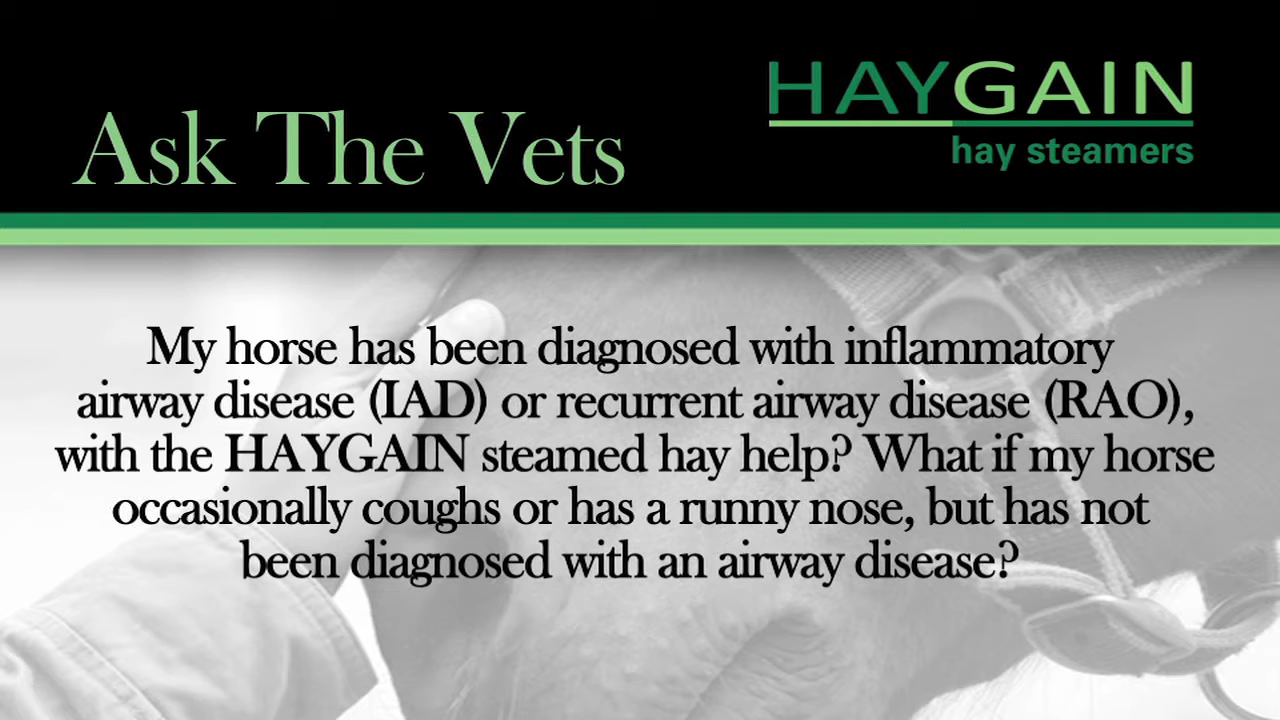 Ask The Vets
HAYGAIN
hay steamers
My horse has been diagnosed with inflammatory
airway disease (IAD) or recurrent airway disease (RAO),
with the HAYGAIN steamed hay help? What if my horse
occasionally coughs or has a runny nose, but has not
been diagnosed with an airway disease?